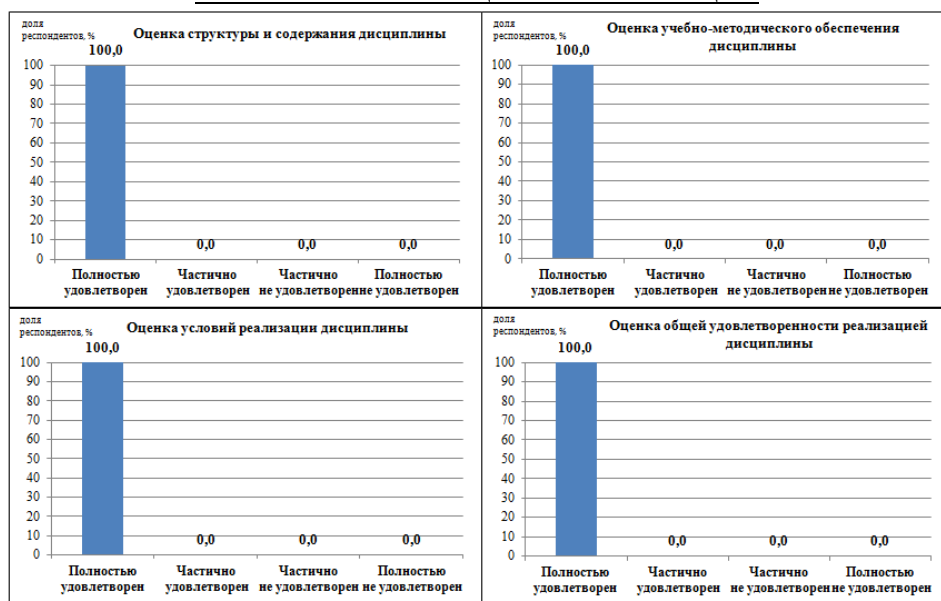 доля
респондентов, %
Оценка структуры и содержания дисциплины
100,0
100
90
80
70
60
50
40
30
20
10
0
0,0 0,0 0,0
Полностью Частично Частично Полностью
удовлетворен удовлетворен не удовлетворен не удовлетворен
доля
респондентов, %
Оценка учебно-методического обеспечения
дисциплины
100,0
100
90
80
70
60
50
40
30
20
10
0
0,0 0,0 0,0
Полностью Частично Частично Полностью
удовлетворен удовлетворен не удовлетворен не удовлетворен
доля
респондентов, %
Оценка условий реализации дисциплины
100,0
100
90
80
70
60
50
40
30
20
10
0
0,0 0,0 0,0
Полностью Частично Частично Полностью
удовлетворен удовлетворен не удовлетворен не удовлетворен
доля
респондентов, %
Оценка общей удовлетворенности реализацией
дисциплины
100,0
100
90
80
70
60
50
40
30
20
10
0
0,0 0,0 0,0
Полностью Частично Частично Полностью
удовлетворен удовлетворен не удовлетворен не удовлетворен